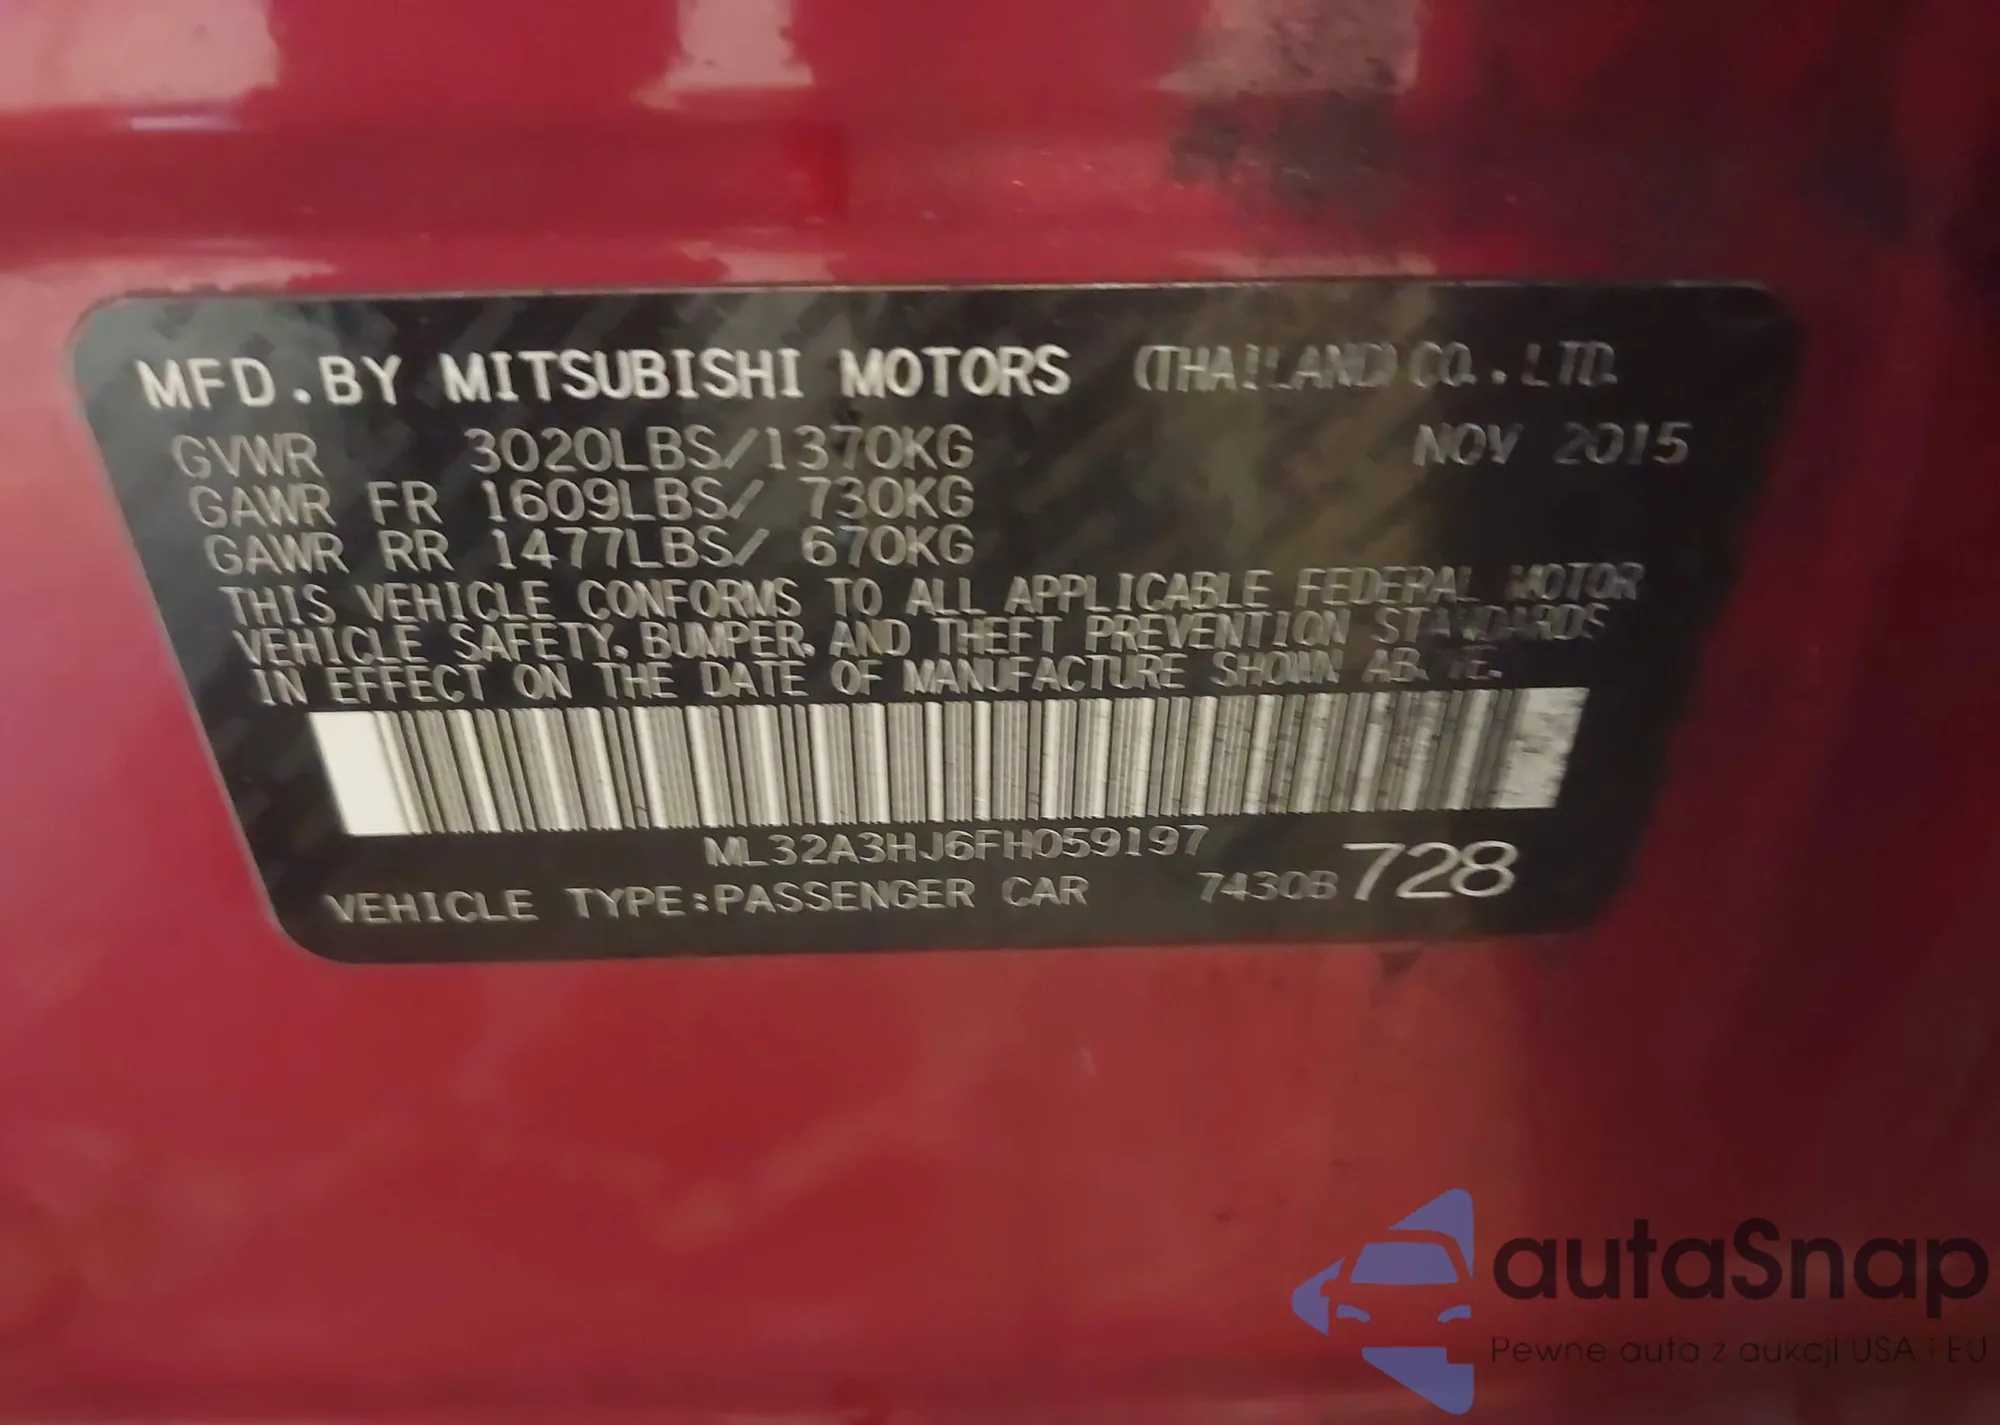 MFD.BY MITSUBISHI MOTORS (THAILAND) CO.,LTD.
GVWR 3020LBS/1370KG NOV 2015
GAWR FR 1609LBS/ 730KG
GAWR RR 1477LBS/ 670KG
THIS VEHICLE CONFORMS TO ALL APPLICABLE FEDERAL MOTOR
VEHICLE SAFETY, BUMPER, AND THEFT PREVENTION STANDARDS
IN EFFECT ON THE DATE OF MANUFACTURE SHOWN ABOVE.
ML32A3HJ6FH059197
VEHICLE TYPE:PASSENGER CAR 7430B 728
autaSnap
Pewne auta z aukcji USA i EU